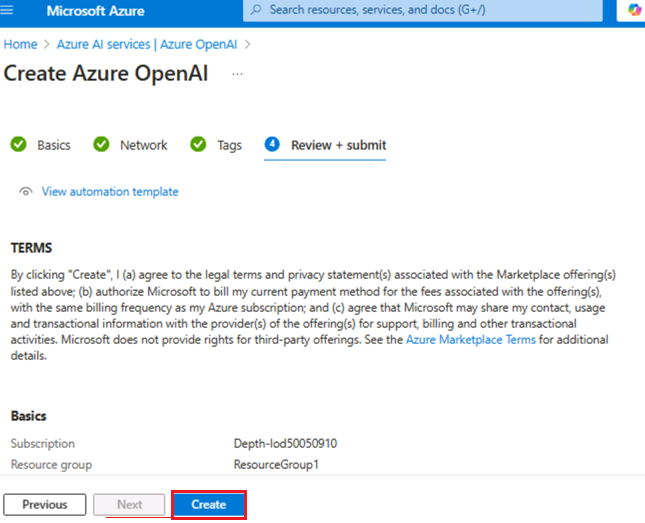 Microsoft Azure
Search resources, services, and docs (G+/)
Home > Azure AI services | Azure OpenAI >
Create Azure OpenAI ...
Basics Network Tags 4 Review + submit
View automation template
TERMS
By clicking "Create", I (a) agree to the legal terms and privacy statement(s) associated with the Marketplace offering(s)
listed above; (b) authorize Microsoft to bill my current payment method for the fees associated with the offering(s),
with the same billing frequency as my Azure subscription; and (c) agree that Microsoft may share my contact, usage
and transactional information with the provider(s) of the offering(s) for support, billing and other transactional
activities. Microsoft does not provide rights for third-party offerings. See the Azure Marketplace Terms for additional
details.
Basics
Subscription Depth-lod50050910
Resource group ResourceGroup1
Previous Next Create